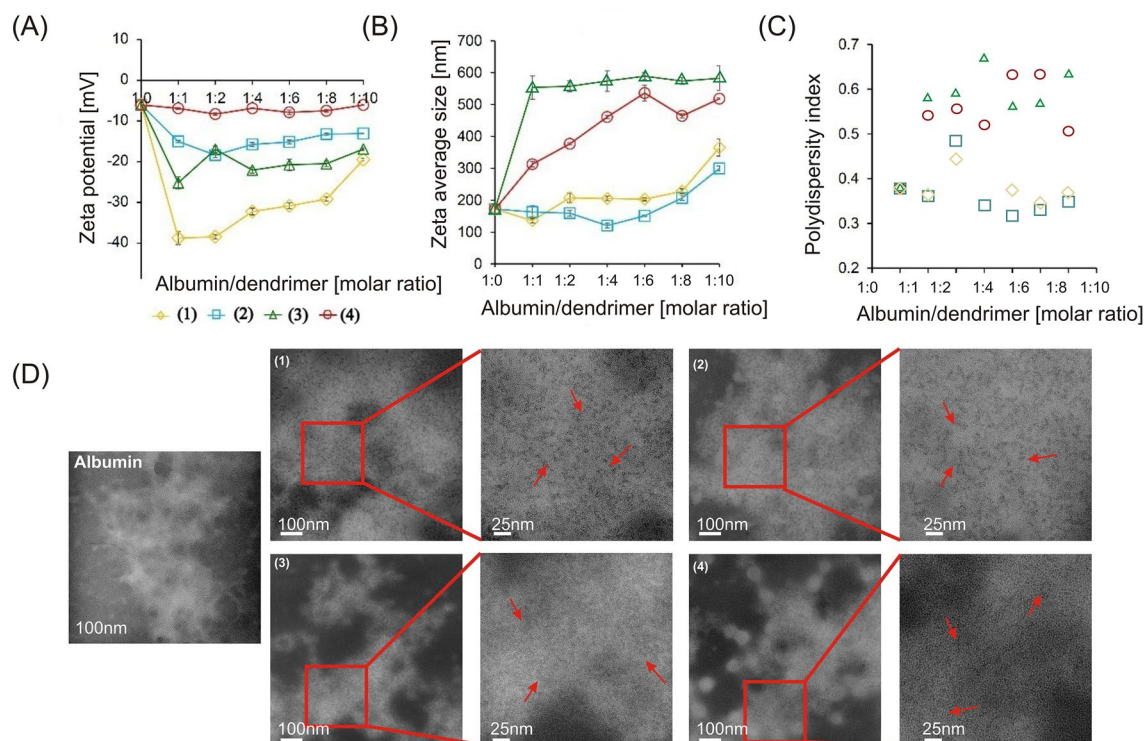 (A)
10
0
-10
-20
-30
-40
Zeta potential [mV]
1:0 1:1 1:2 1:4 1:6 1:8 1:10
Albumin/dendrimer [molar ratio]
(1) (2) (3) (4)
(B)
700
600
500
400
300
200
100
0
Zeta average size [nm]
1:0 1:1 1:2 1:4 1:6 1:8 1:10
Albumin/dendrimer [molar ratio]
(C)
0.7
0.6
0.5
0.4
0.3
0.2
Polydispersity index
1:0 1:1 1:2 1:4 1:6 1:8 1:10
Albumin/dendrimer [molar ratio]
(D)
Albumin
100nm
(1)
100nm
25nm
(2)
100nm
25nm
(3)
100nm
25nm
(4)
100nm
25nm